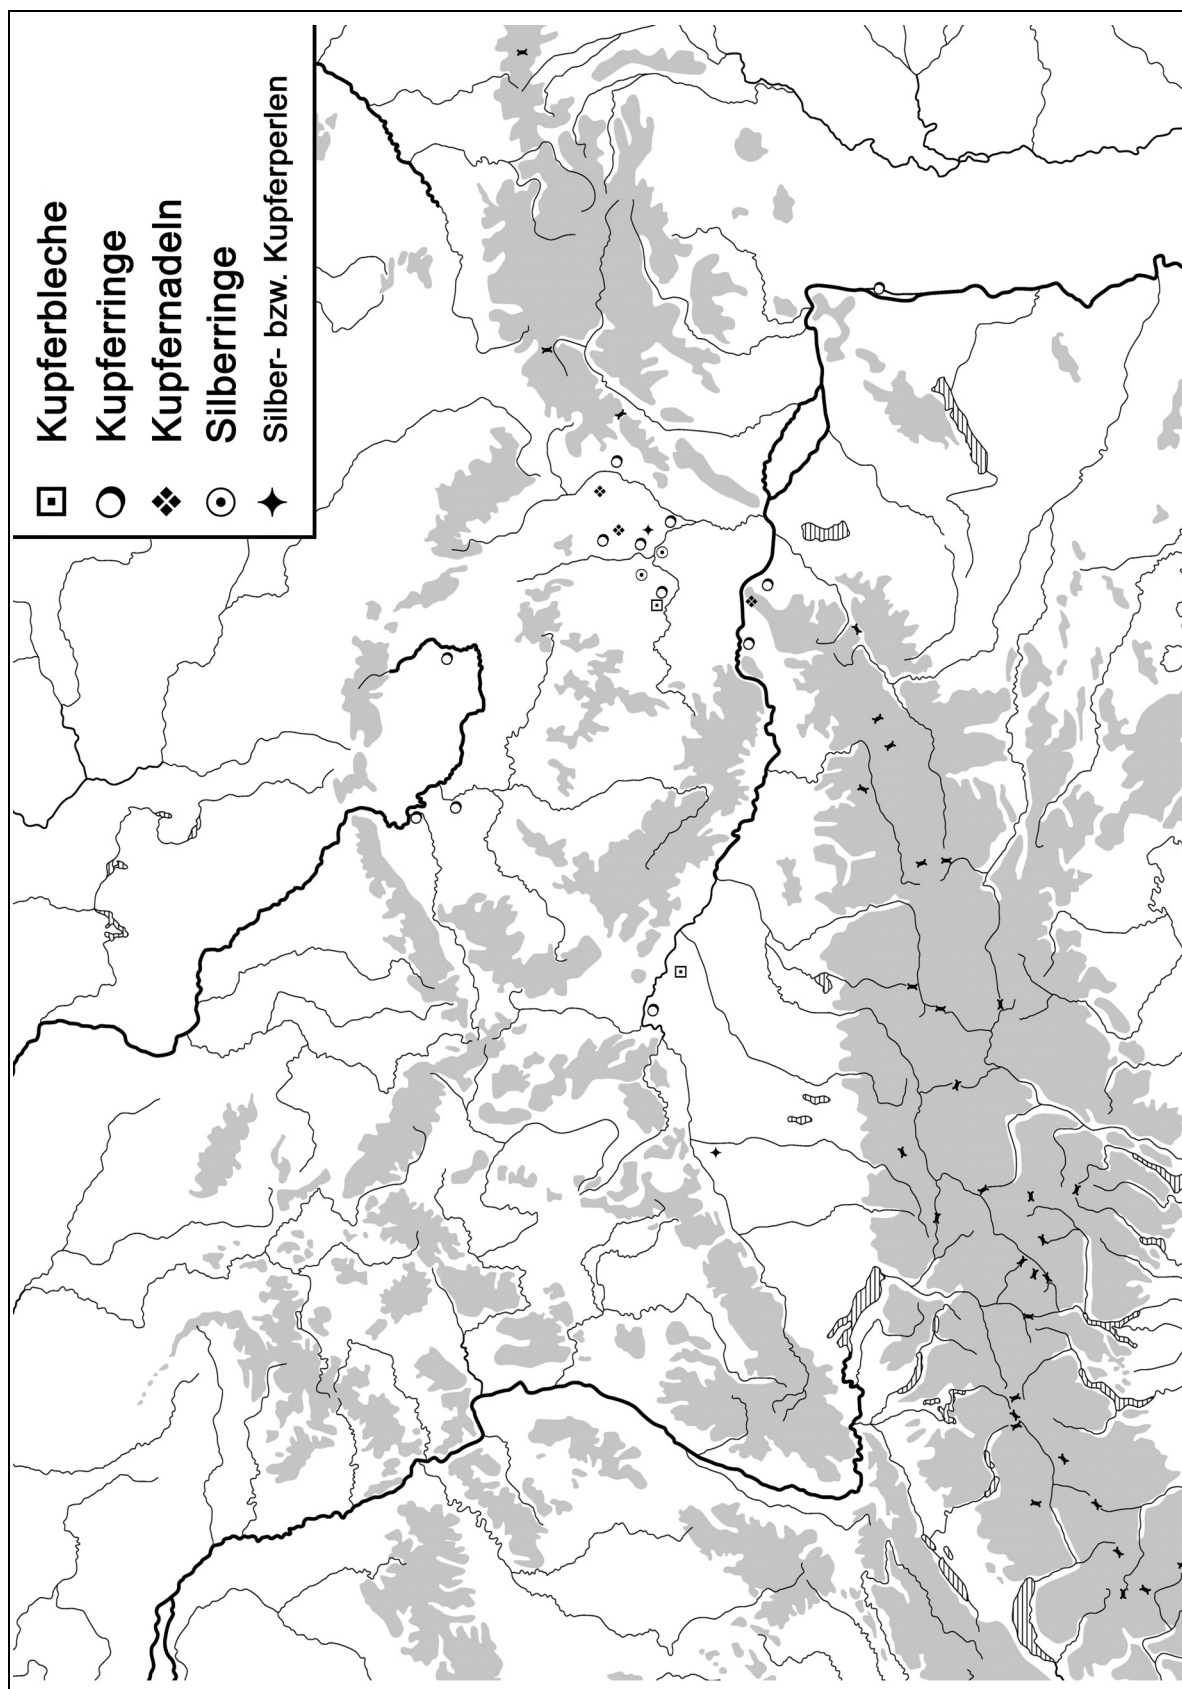 Kupferbleche
Kupferringe
Kupfernadeln
Silberringe
Silber- bzw. Kupferperlen